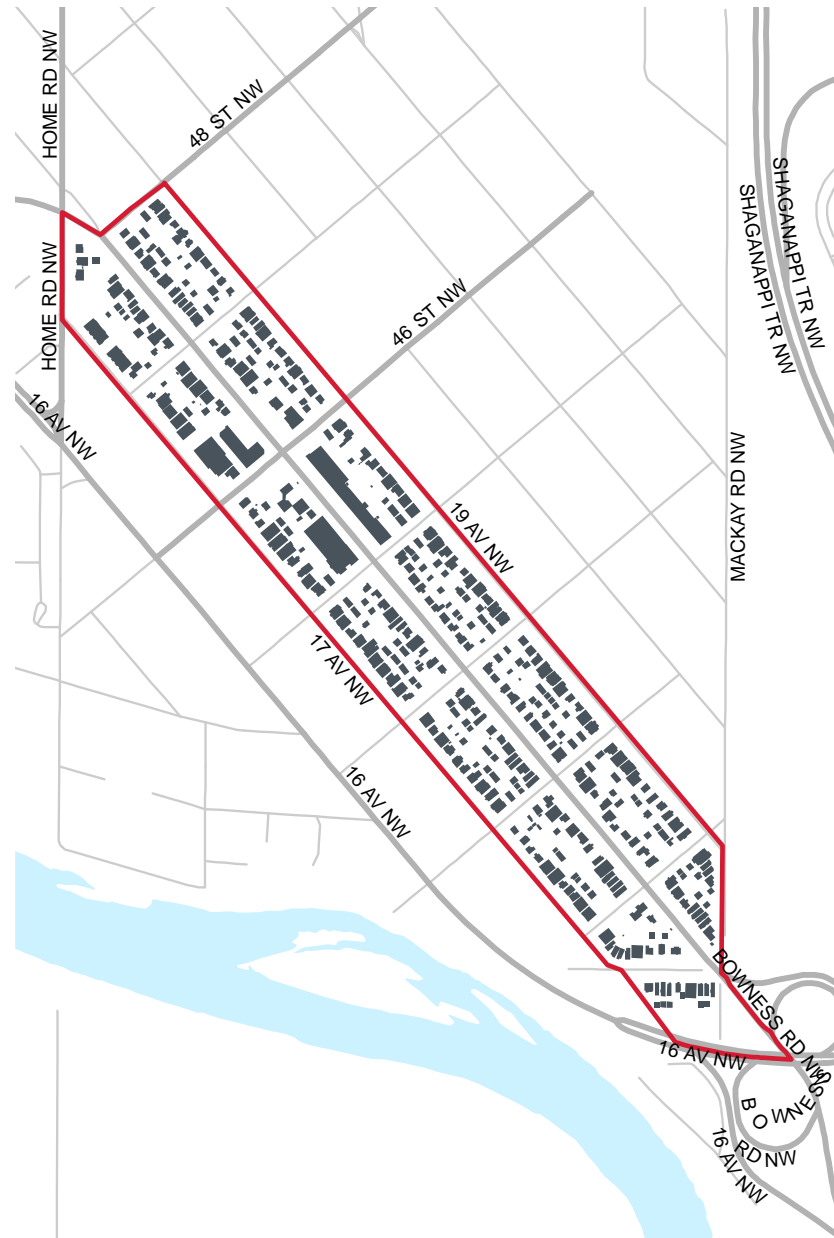 HOME RD NW
48 ST NW
SHAGANAPPI TR NW
SHAGANAPPI TR NW
HOME RD NW
46 ST NW
16 AV NW
MACKAY RD NW
19 AV NW
17 AV NW
16 AV NW
BOWNESS RD NW
16 AV NW
BOWNESS
RD NW
16 AV NW